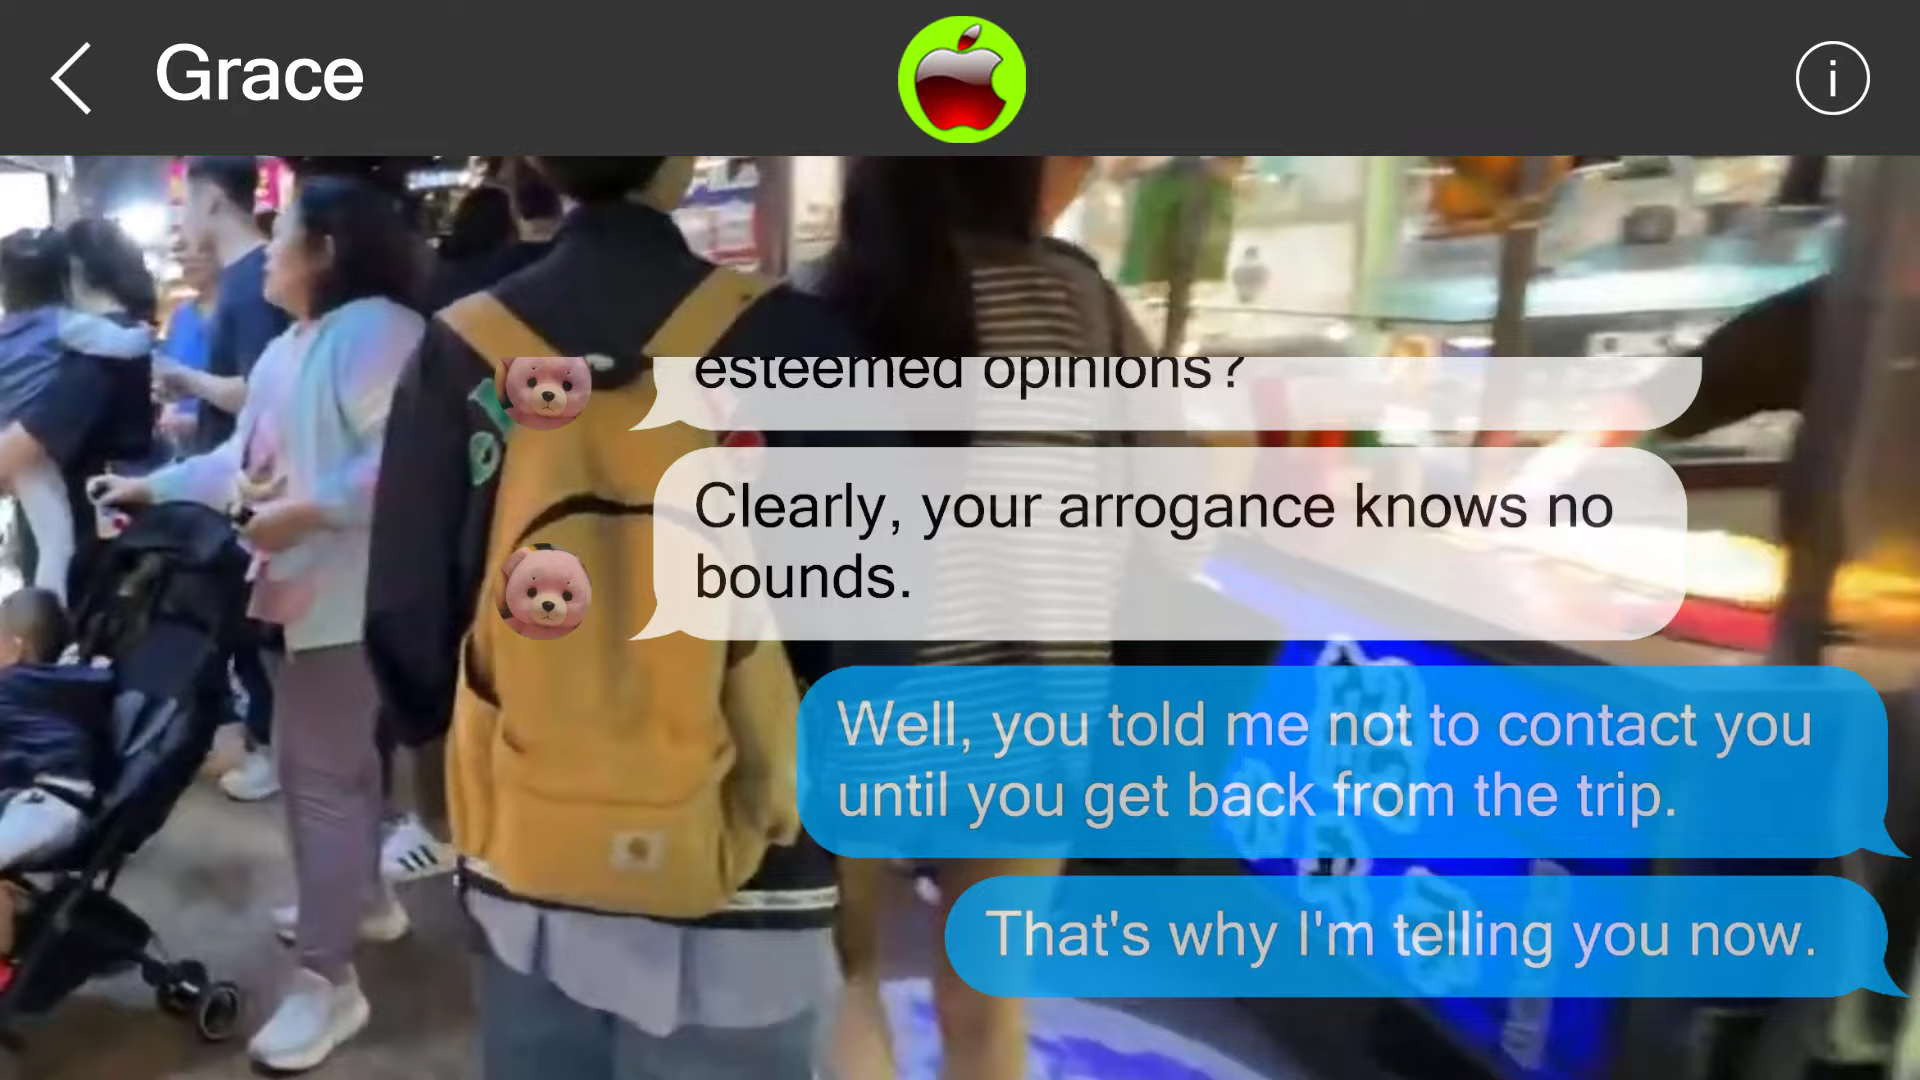 Grace
esteemed opinions?
Clearly, your arrogance knows no
bounds.
Well, you told me not to contact you
until you get back from the trip.
That's why I'm telling you now.